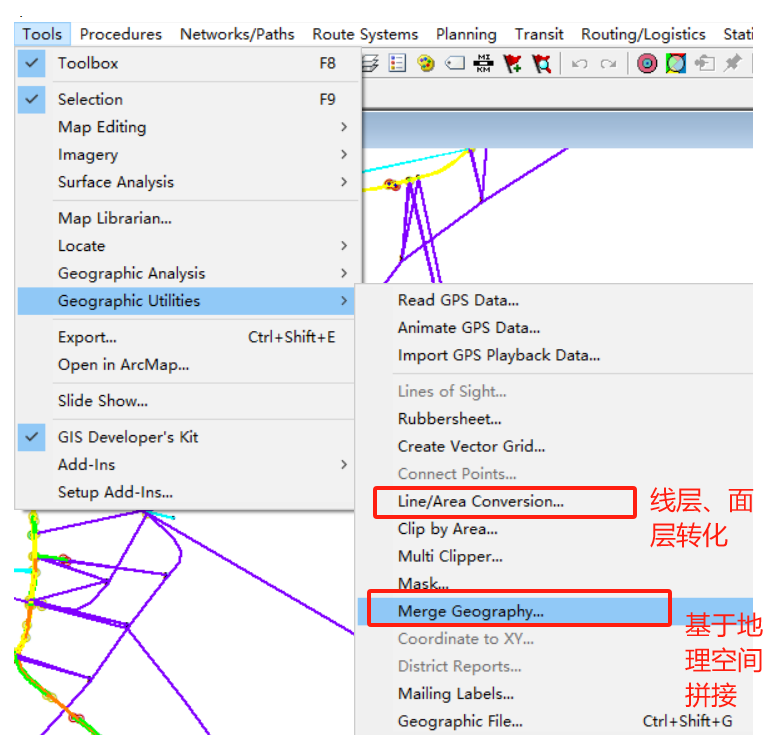 Tools Procedures Networks/Paths Route Systems Planning Transit Routing/Logistics Stati
Toolbox F8
MI
KM
Selection F9
Map Editing
Imagery
Surface Analysis
Map Librarian...
Locate
Geographic Analysis
Geographic Utilities
Export... Ctrl+Shift+E
Open in ArcMap...
Slide Show...
GIS Developer's Kit
Add-Ins
Setup Add-Ins...
Read GPS Data...
Animate GPS Data...
Import GPS Playback Data...
Lines of Sight...
Rubbersheet...
Create Vector Grid...
Connect Points...
Line/Area Conversion...
Clip by Area...
Multi Clipper...
Mask...
Merge Geography...
Coordinate to XY...
District Reports...
Mailing Labels...
Geographic File... Ctrl+Shift+G
线层、面
层转化
基于地
理空间
拼接